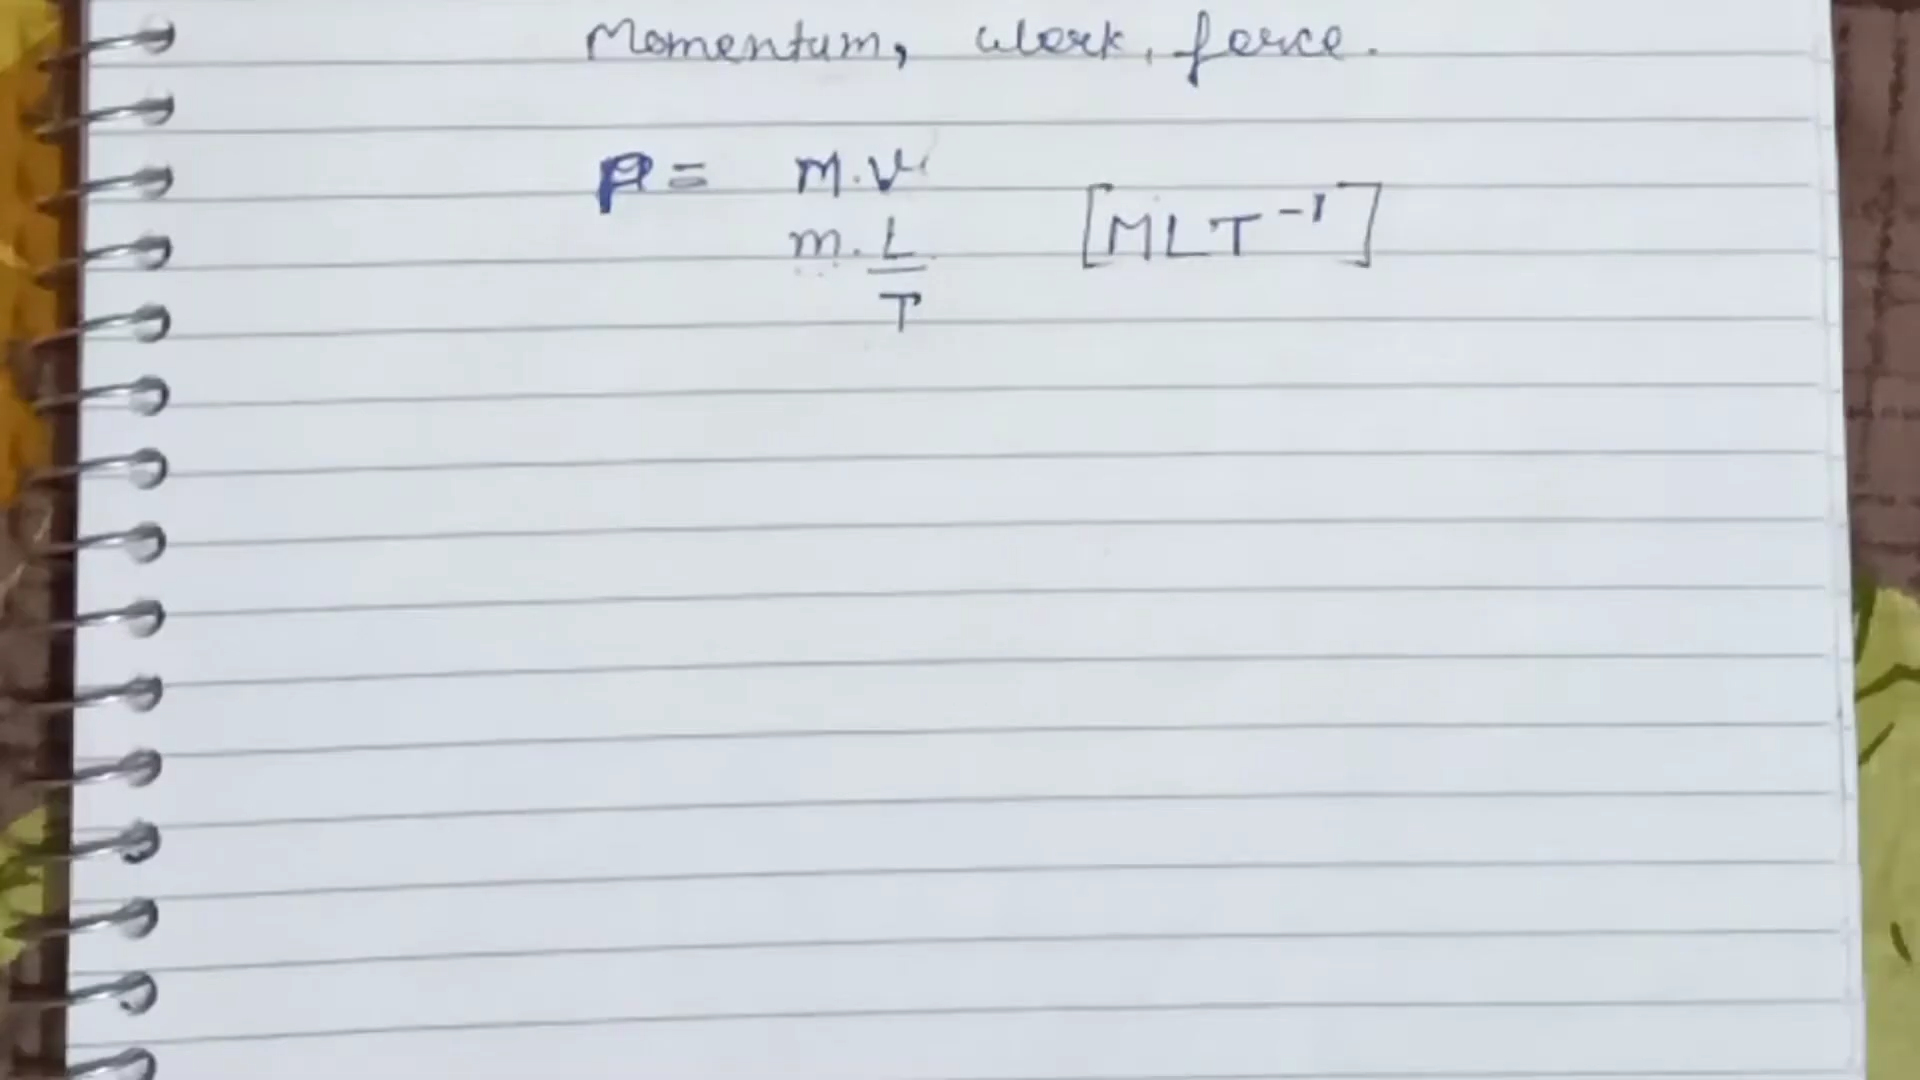 Momentum, Work, force.
P = m.v
m. L/T [MLT⁻¹]